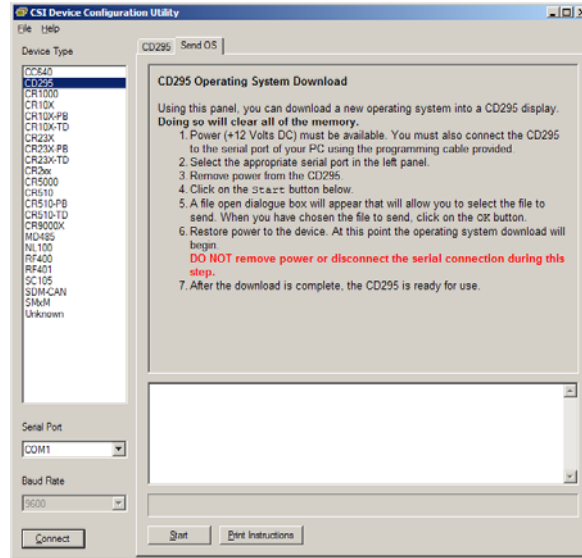 CSI Device Configuration Utility
File Help
Device Type
CD295 Send OS
CC640
CD295
CR1000
CR10X
CR10X-PB
CR10X-TD
CR23X
CR23X-PB
CR23X-TD
CR2xx
CR5000
CR510
CR510-PB
CR510-TD
CR9000X
MD485
NL100
RF400
RF401
SC105
SDM-CAN
SMxM
Unknown
Serial Port
COM1
Baud Rate
9600
Connect
CD295 Operating System Download
Using this panel, you can download a new operating system into a CD295 display.
Doing so will clear all of the memory.
1. Power (+12 Volts DC) must be available. You must also connect the CD295
to the serial port of your PC using the programming cable provided.
2. Select the appropriate serial port in the left panel.
3. Remove power from the CD295.
4. Click on the Start button below.
5. A file open dialogue box will appear that will allow you to select the file to
send. When you have chosen the file to send, click on the OK button.
6. Restore power to the device. At this point the operating system download will
begin.
DO NOT remove power or disconnect the serial connection during this
step.
7. After the download is complete, the CD295 is ready for use.
Start Print Instructions